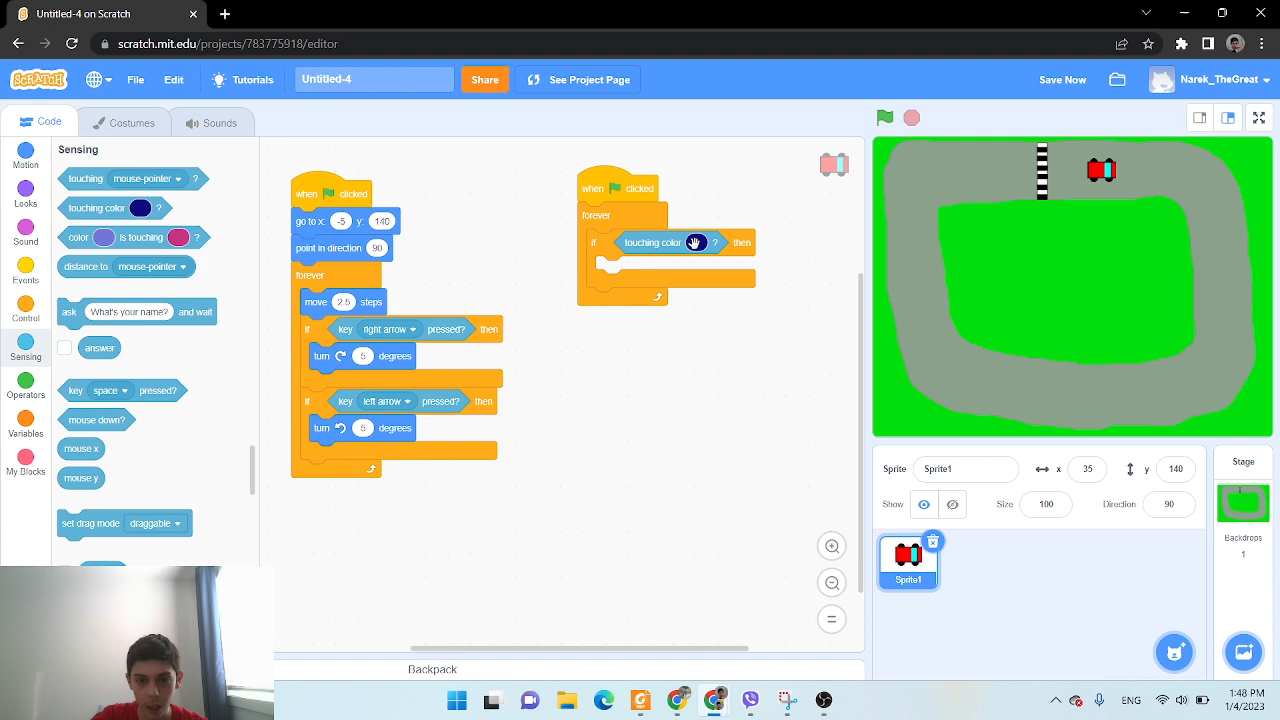 Untitled-4 on Scratch
scratch.mit.edu/projects/783775918/editor
SCRATCH File Edit Tutorials Untitled-4 Share See Project Page Save Now Narek_TheGreat
Code Costumes Sounds
Motion
Looks
Sound
Events
Control
Sensing
Operators
Variables
My Blocks
Sensing
touching mouse-pointer ?
touching color ?
color is touching ?
distance to mouse-pointer
ask What's your name? and wait
answer
key space pressed?
mouse down?
mouse x
mouse y
set drag mode draggable
when clicked
go to x: -5 y: 140
point in direction 90
forever
move 2.5 steps
if key right arrow pressed? then
turn 5 degrees
if key left arrow pressed? then
turn 5 degrees
when clicked
forever
if touching color ? then
Backpack
Sprite Sprite1 x 35 y 140
Show Size 100 Direction 90
Sprite1
Stage
Backdrops
1
ENG
1:48 PM
1/4/2023